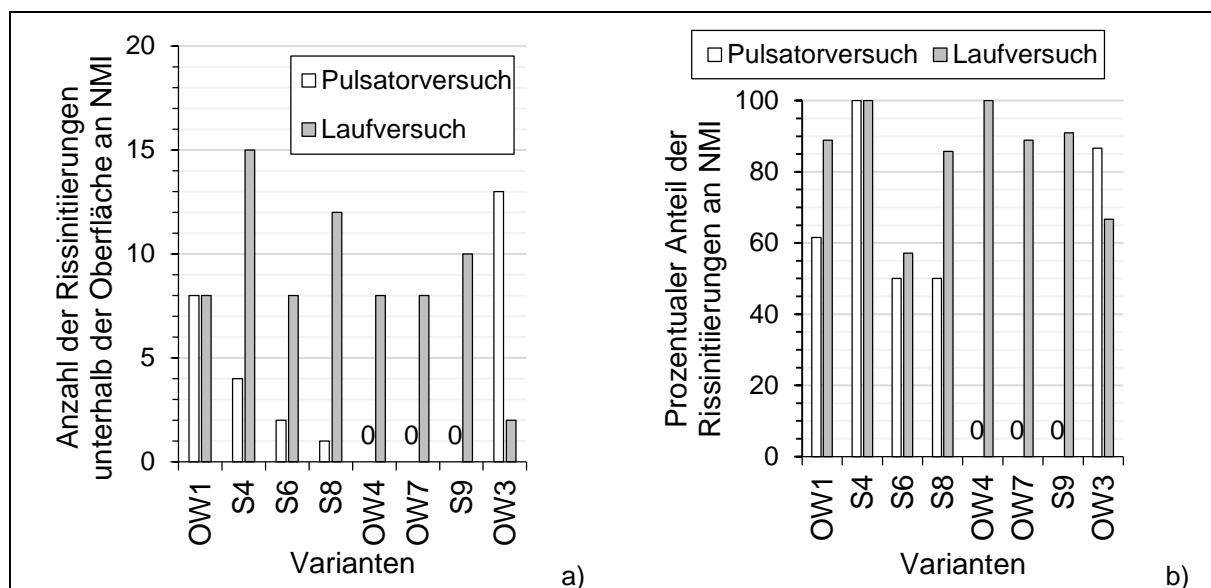 Anzahl der Rissinitiierungen
unterhalb der Oberfläche an NMI
20
15
10
5
0
Pulsatorversuch
Laufversuch
0
0
0
OW1
S4
S6
S8
OW4
OW7
S9
OW3
Varianten
a)
Pulsatorversuch Laufversuch
Prozentualer Anteil der
Rissinitiierungen an NMI
100
80
60
40
20
0
0
0
0
OW1
S4
S6
S8
OW4
OW7
S9
OW3
Varianten
b)